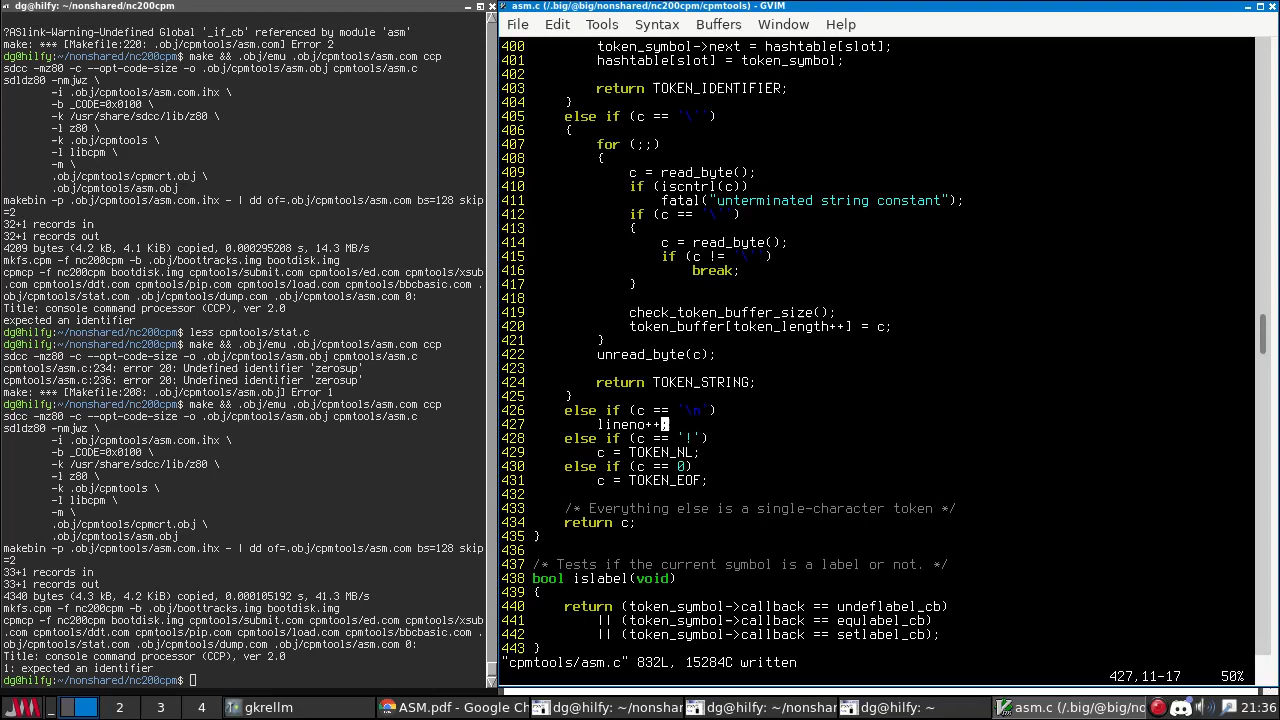 dg@hilfy:~/nonshared/nc200cpm
?ASlink-Warning-Undefined Global '_if_cb' referenced by module 'asm'
make: *** [Makefile:220: .obj/cpmtools/asm.com] Error 2
dg@hilfy:~/nonshared/nc200cpm$ make && .obj/emu .obj/cpmtools/asm.com ccp
sdcc -mz80 -c --opt-code-size -o .obj/cpmtools/asm.obj cpmtools/asm.c
sdldz80 -nmjwz \
-i .obj/cpmtools/asm.com.ihx \
-b _CODE=0x0100 \
-k /usr/share/sdcc/lib/z80 \
-l z80 \
-k .obj/cpmtools \
-l libcpm \
-m \
.obj/cpmtools/cpmcrt.obj \
.obj/cpmtools/asm.obj
makebin -p .obj/cpmtools/asm.com.ihx - | dd of=.obj/cpmtools/asm.com bs=128 skip
=2
32+1 records in
32+1 records out
4209 bytes (4.2 kB, 4.1 KiB) copied, 0.000295208 s, 14.3 MB/s
mkfs.cpm -f nc200cpm -b .obj/boottracks.img bootdisk.img
cpmcp -f nc200cpm bootdisk.img cpmtools/submit.com cpmtools/ed.com cpmtools/xsub
.com cpmtools/ddt.com cpmtools/pip.com cpmtools/load.com cpmtools/bbcbasic.com .
obj/cpmtools/stat.com .obj/cpmtools/dump.com .obj/cpmtools/asm.com 0:
Title: console command processor (CCP), ver 2.0
expected an identifier
dg@hilfy:~/nonshared/nc200cpm$ less cpmtools/stat.c
dg@hilfy:~/nonshared/nc200cpm$ make && .obj/emu .obj/cpmtools/asm.com ccp
sdcc -mz80 -c --opt-code-size -o .obj/cpmtools/asm.obj cpmtools/asm.c
cpmtools/asm.c:234: error 20: Undefined identifier 'zerosup'
cpmtools/asm.c:236: error 20: Undefined identifier 'zerosup'
make: *** [Makefile:208: .obj/cpmtools/asm.obj] Error 1
dg@hilfy:~/nonshared/nc200cpm$ make && .obj/emu .obj/cpmtools/asm.com ccp
sdcc -mz80 -c --opt-code-size -o .obj/cpmtools/asm.obj cpmtools/asm.c
sdldz80 -nmjwz \
-i .obj/cpmtools/asm.com.ihx \
-b _CODE=0x0100 \
-k /usr/share/sdcc/lib/z80 \
-l z80 \
-k .obj/cpmtools \
-l libcpm \
-m \
.obj/cpmtools/cpmcrt.obj \
.obj/cpmtools/asm.obj
makebin -p .obj/cpmtools/asm.com.ihx - | dd of=.obj/cpmtools/asm.com bs=128 skip
=2
33+1 records in
33+1 records out
4340 bytes (4.3 kB, 4.2 KiB) copied, 0.000105192 s, 41.3 MB/s
mkfs.cpm -f nc200cpm -b .obj/boottracks.img bootdisk.img
cpmcp -f nc200cpm bootdisk.img cpmtools/submit.com cpmtools/ed.com cpmtools/xsub
.com cpmtools/ddt.com cpmtools/pip.com cpmtools/load.com cpmtools/bbcbasic.com .
obj/cpmtools/stat.com .obj/cpmtools/dump.com .obj/cpmtools/asm.com 0:
Title: console command processor (CCP), ver 2.0
1: expected an identifier
dg@hilfy:~/nonshared/nc200cpm$
asm.c (/.big/@big/nonshared/nc200cpm/cpmtools) - GVIM
File Edit Tools Syntax Buffers Window Help
400 token_symbol->next = hashtable[slot];
401 hashtable[slot] = token_symbol;
402
403 return TOKEN_IDENTIFIER;
404 }
405 else if (c == '\'')
406 {
407 for (;;)
408 {
409 c = read_byte();
410 if (iscntrl(c))
411 fatal("unterminated string constant");
412 if (c == '\'')
413 {
414 c = read_byte();
415 if (c != '\'')
416 break;
417 }
418
419 check_token_buffer_size();
420 token_buffer[token_length++] = c;
421 }
422 unread_byte(c);
423
424 return TOKEN_STRING;
425 }
426 else if (c == '\n')
427 lineno++;
428 else if (c == '!')
429 c = TOKEN_NL;
430 else if (c == 0)
431 c = TOKEN_EOF;
432
433 /* Everything else is a single-character token */
434 return c;
435 }
436
437 /* Tests if the current symbol is a label or not. */
438 bool islabel(void)
439 {
440 return (token_symbol->callback == undeflabel_cb)
441 || (token_symbol->callback == equlabel_cb)
442 || (token_symbol->callback == setlabel_cb);
443 }
"cpmtools/asm.c" 832L, 15284C written
427,11-17 50%
2 3 4 gkrellm ASM.pdf - Google Ch dg@hilfy: ~/nonshar dg@hilfy: ~/nonshar dg@hilfy: ~ asm.c (/.big/@big/no 21:36